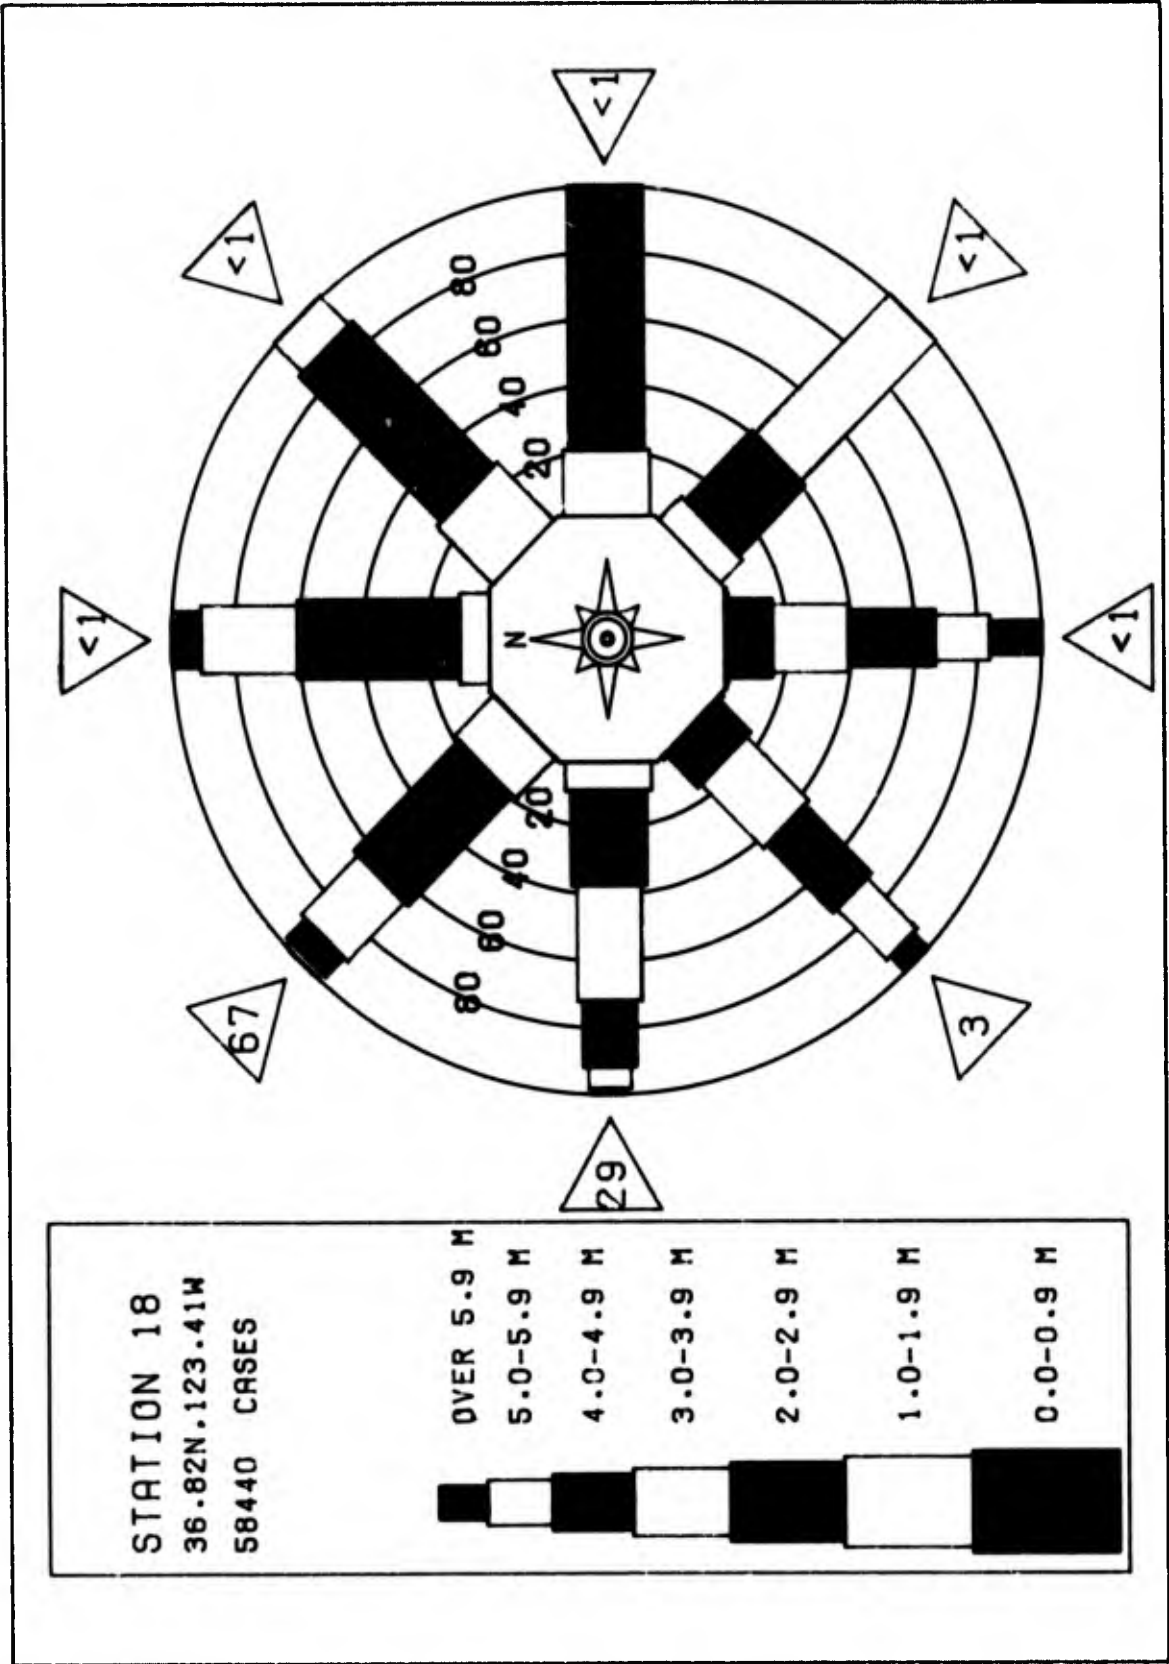 STATION 18
36.82N.123.41W
58440 CASES
OVER 5.9 M
5.0-5.9 M
4.0-4.9 M
3.0-3.9 M
2.0-2.9 M
1.0-1.9 M
0.0-0.9 M
<1
67
<1
80
80
60
60
40
N
40
20
20
29
<1
3
<1
<1